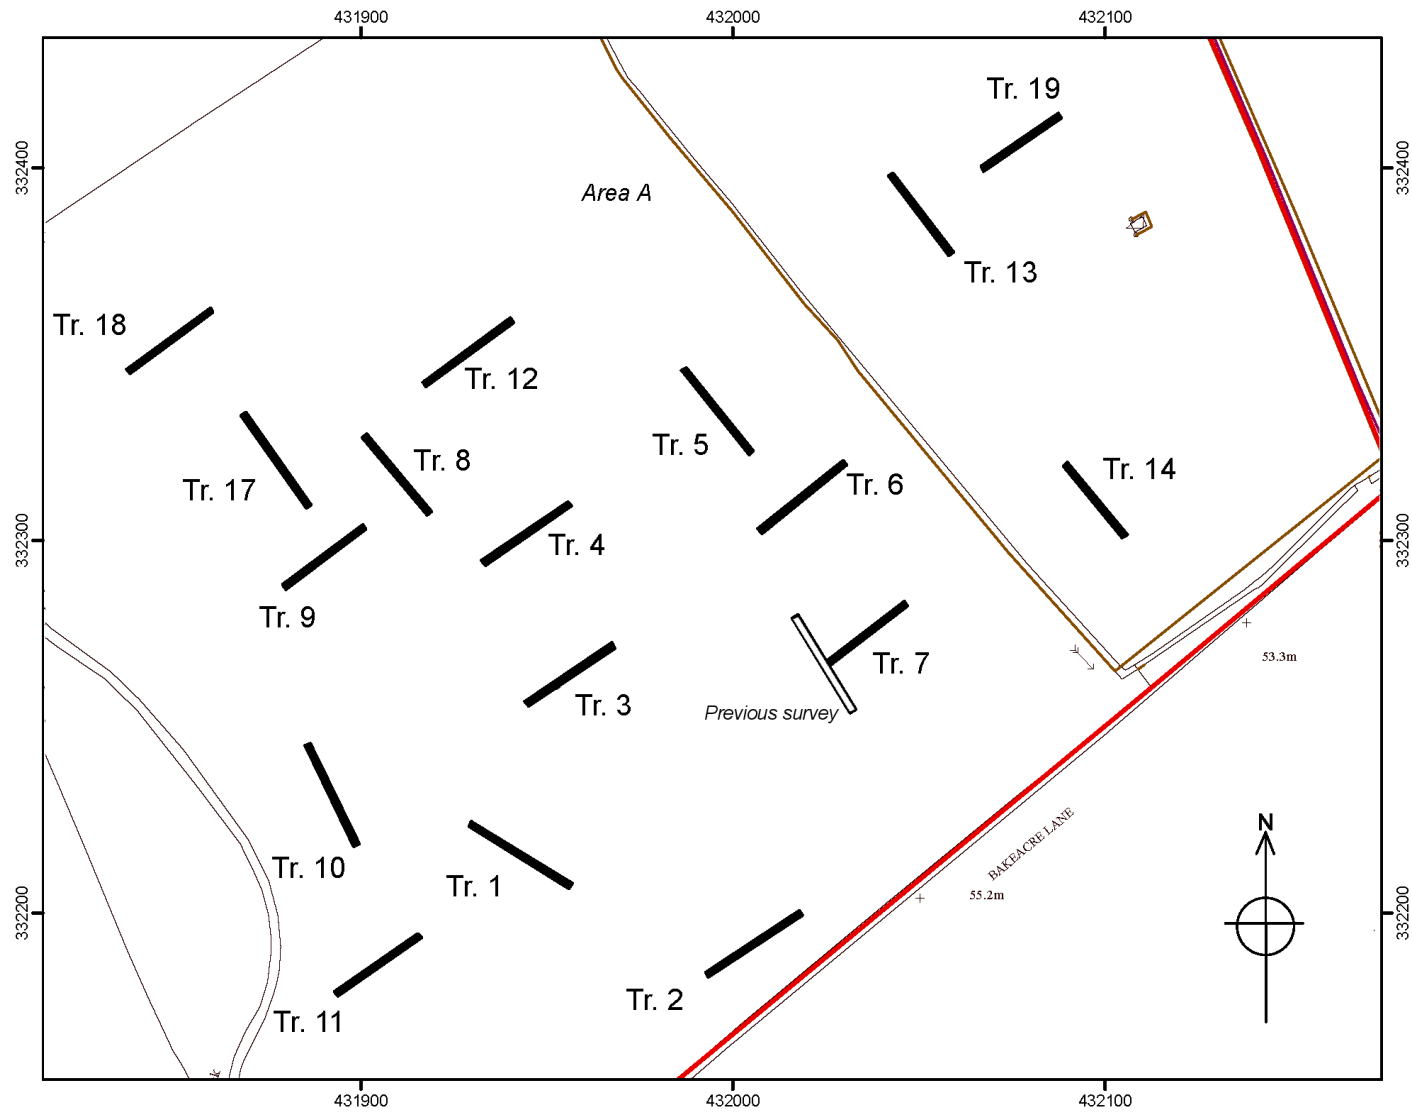 431900
432000
432100
Tr. 19
332400
332400
Area A
Tr. 13
Tr. 18
Tr. 12
Tr. 5
Tr. 8
Tr. 14
Tr. 17
Tr. 6
332300
332300
Tr. 4
Tr. 9
53.3m
Tr. 7
Tr. 3
Previous survey
BAKEACRE LANE
N
Tr. 10
Tr. 1
55.2m
332200
332200
Tr. 2
Tr. 11
431900
432000
432100